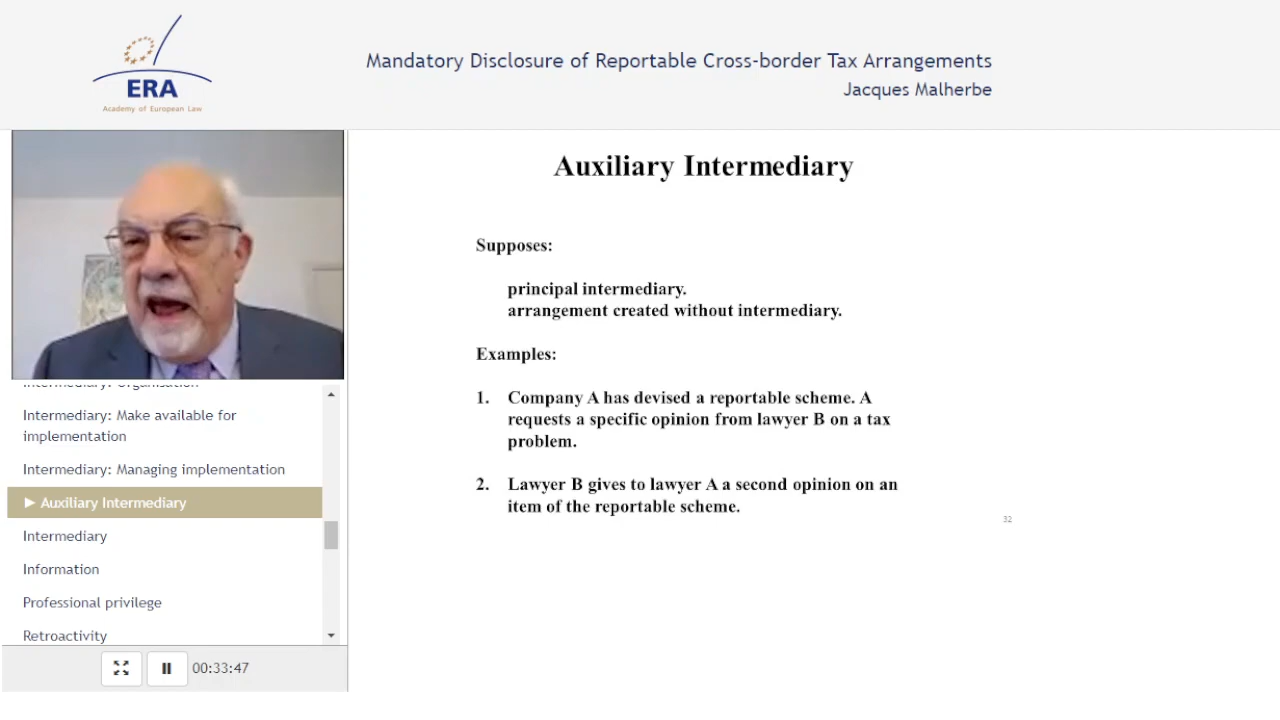 ERA
Academy of European Law
Mandatory Disclosure of Reportable Cross-border Tax Arrangements
Jacques Malherbe
Intermediary: Organisation
Intermediary: Make available for
implementation
Intermediary: Managing implementation
► Auxiliary Intermediary
Intermediary
Information
Professional privilege
Retroactivity
00:33:47
Auxiliary Intermediary
Supposes:
principal intermediary.
arrangement created without intermediary.
Examples:
1. Company A has devised a reportable scheme. A
requests a specific opinion from lawyer B on a tax
problem.
2. Lawyer B gives to lawyer A a second opinion on an
item of the reportable scheme.
32